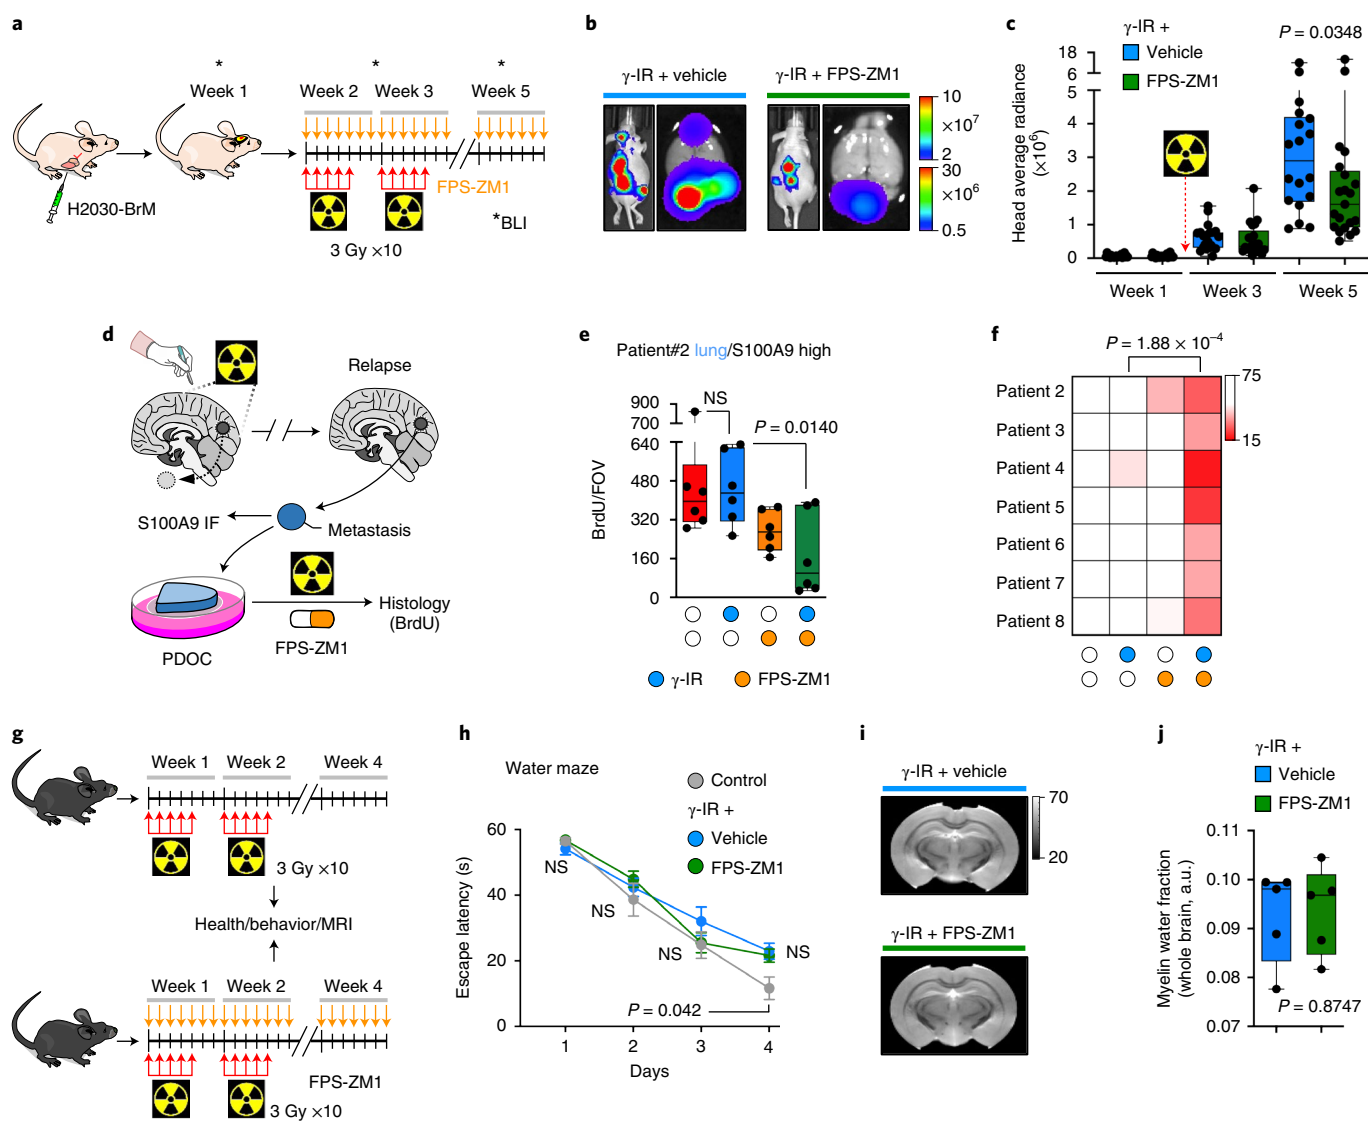 a
*
*
*
Week 1
Week 2
Week 3
Week 5
H2030-BrM
FPS-ZM1
*BLI
3 Gy ×10
b
γ-IR + vehicle
γ-IR + FPS-ZM1
10
×10⁷
2
30
×10⁶
0.5
c
γ-IR +
Vehicle
FPS-ZM1
P = 0.0348
Head average radiance
(×10⁶)
18
6
5
4
3
2
1
0
Week 1
Week 3
Week 5
d
Relapse
S100A9 IF
Metastasis
PDOC
FPS-ZM1
Histology
(BrdU)
e
Patient#2 lung/S100A9 high
BrdU/FOV
900
700
640
480
320
160
0
NS
P = 0.0140
γ-IR
FPS-ZM1
f
P = 1.88 × 10⁻⁴
Patient 2
Patient 3
Patient 4
Patient 5
Patient 6
Patient 7
Patient 8
75
15
g
Week 1
Week 2
Week 4
3 Gy ×10
Health/behavior/MRI
Week 1
Week 2
Week 4
FPS-ZM1
3 Gy ×10
h
Water maze
Control
γ-IR +
Vehicle
FPS-ZM1
Escape latency (s)
60
40
20
0
NS
NS
NS
NS
P = 0.042
1
2
3
4
Days
i
γ-IR + vehicle
70
20
γ-IR + FPS-ZM1
j
γ-IR +
Vehicle
FPS-ZM1
Myelin water fraction
(whole brain, a.u.)
0.11
0.10
0.09
0.08
0.07
P = 0.8747